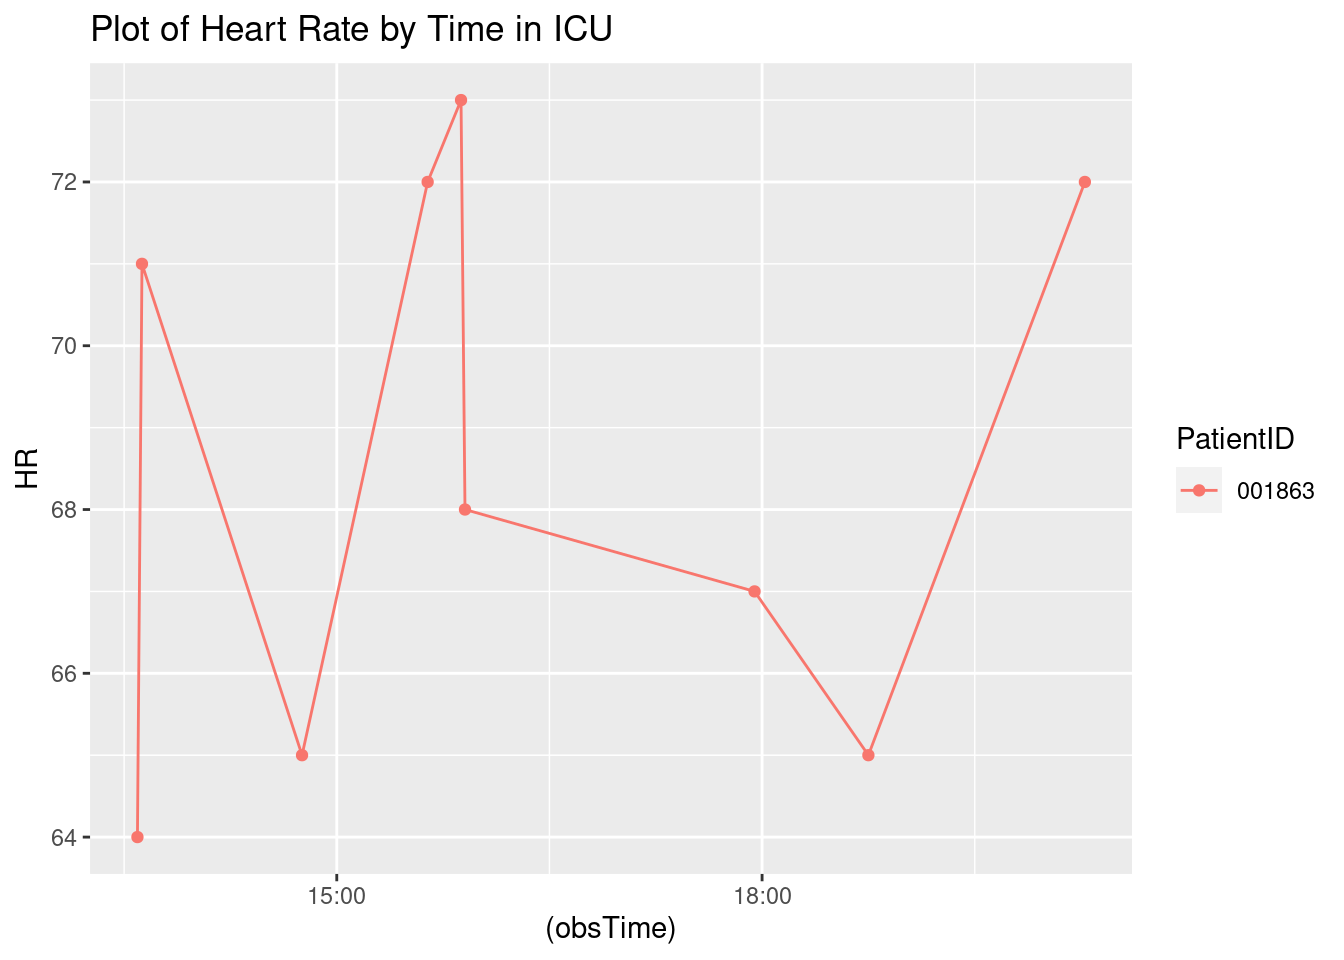 Plot of Heart Rate by Time in ICU
72
70
68
66
64
HR
15:00 18:00
(obsTime)
PatientID
001863